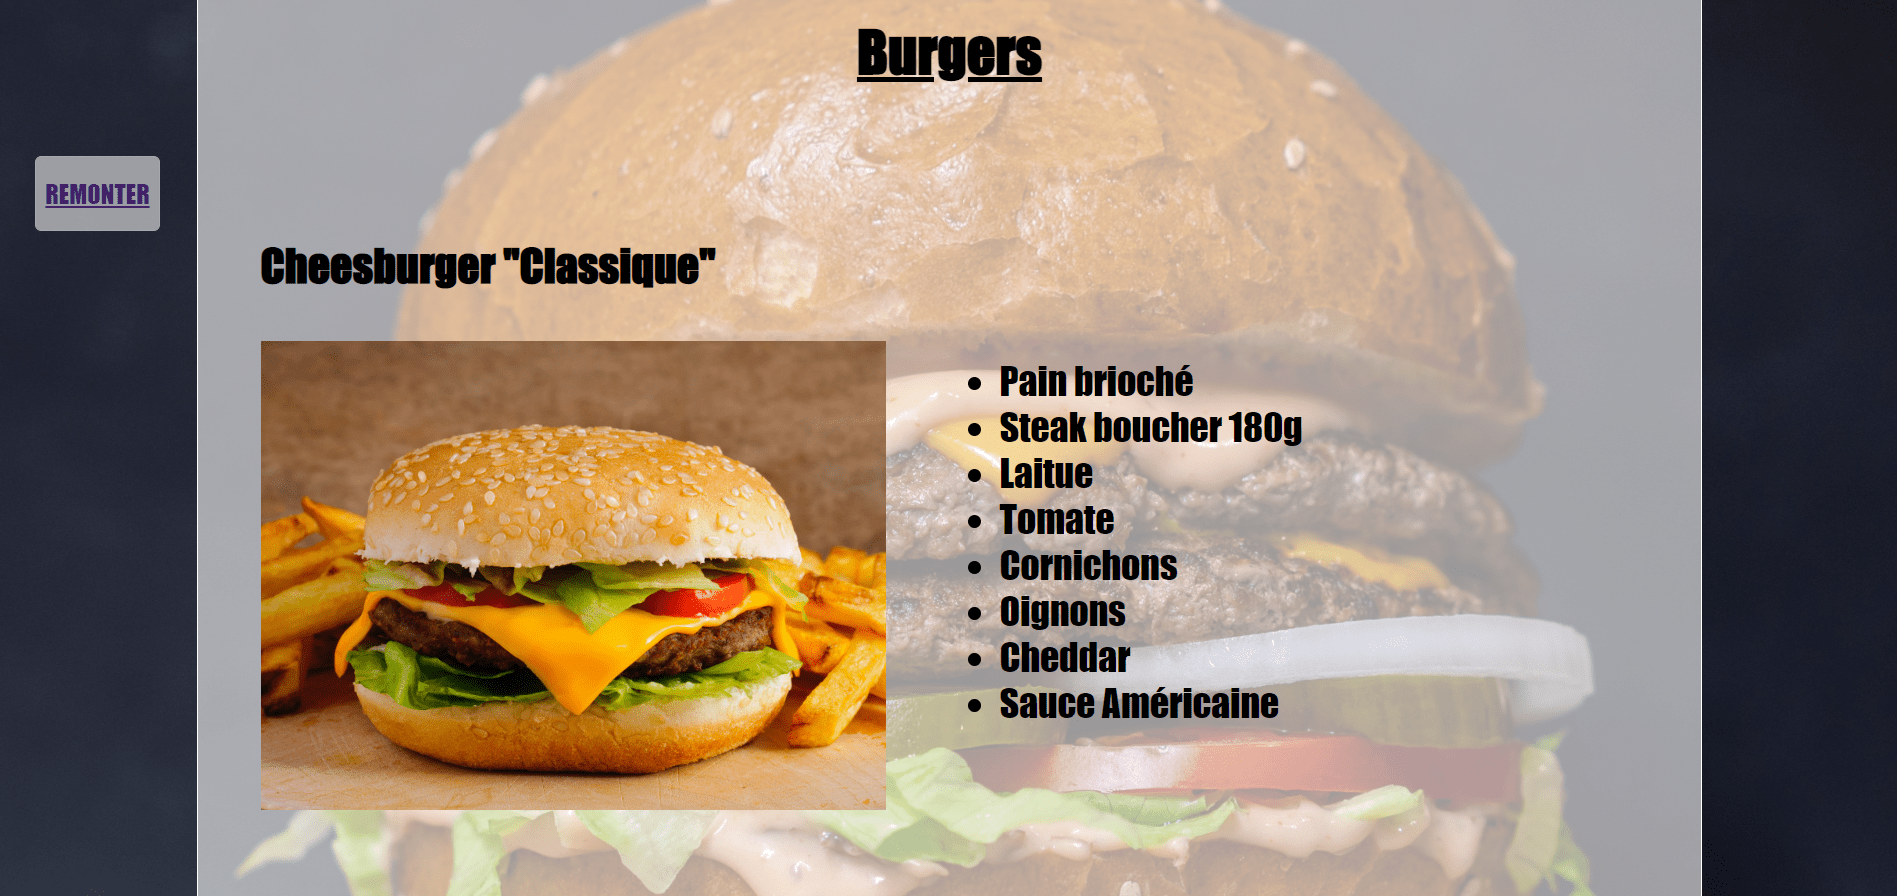 Burgers
REMONTER
Cheesburger "Classique"
Pain brioché
Steak boucher 180g
Laitue
Tomate
Cornichons
Oignons
Cheddar
Sauce Américaine